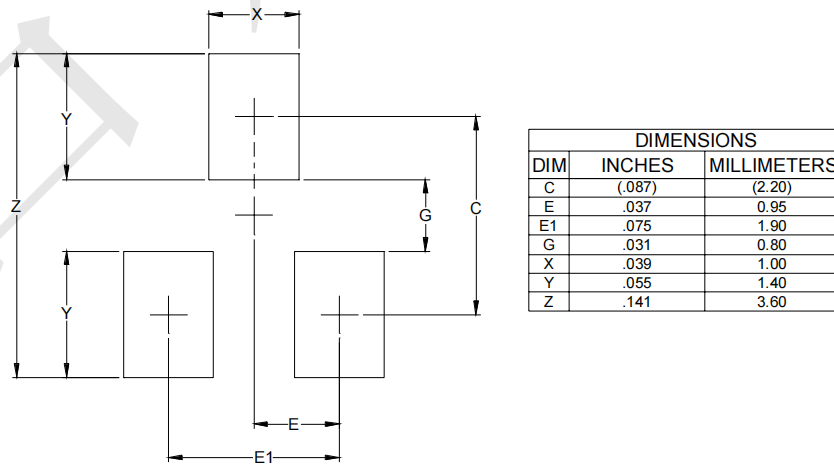 X
Y
Z
G
C
Y
E
E1
DIMENSIONS
DIM INCHES MILLIMETERS
C (.087) (2.20)
E .037 0.95
E1 .075 1.90
G .031 0.80
X .039 1.00
Y .055 1.40
Z .141 3.60